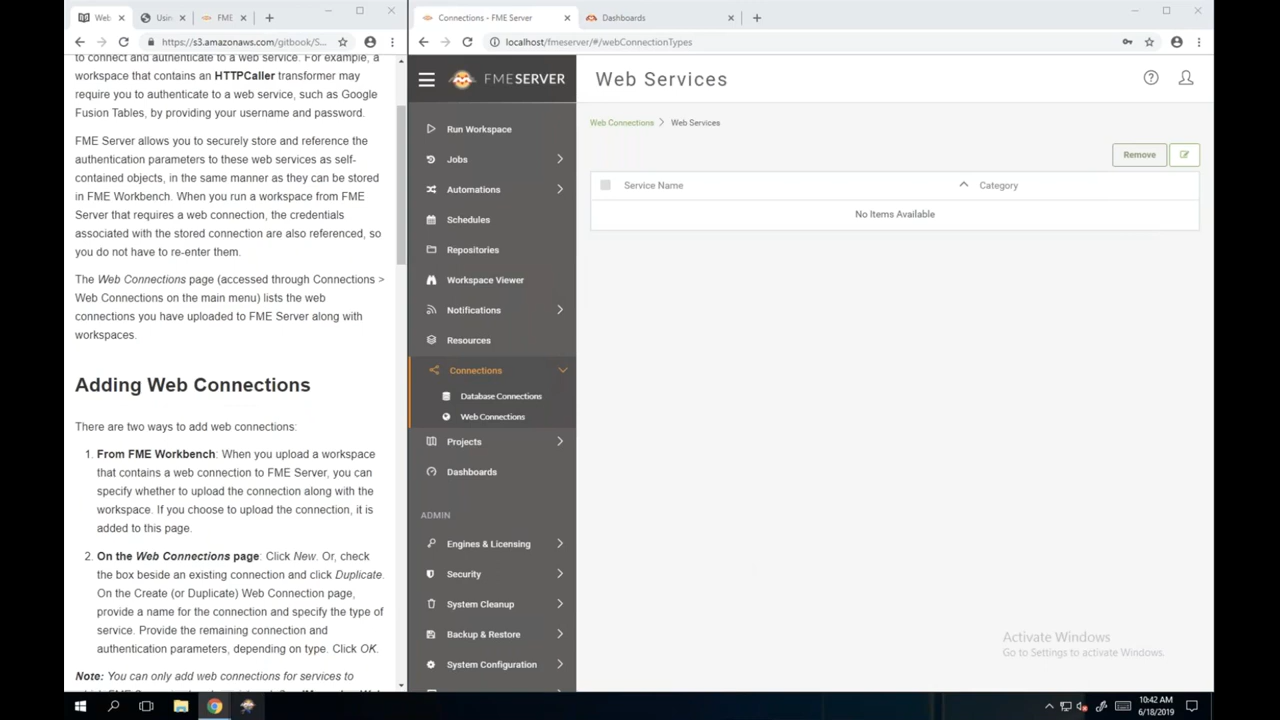 Web
Usin
FME
Connections - FME Server
Dashboards
https://s3.amazonaws.com/gitbook/S...
localhost/fmeserver/#/webConnectionTypes
to connect and authenticate to a web service. For example, a
workspace that contains an HTTPCaller transformer may
require you to authenticate to a web service, such as Google
Fusion Tables, by providing your username and password.
FME Server allows you to securely store and reference the
authentication parameters to these web services as self-
contained objects, in the same manner as they can be stored
in FME Workbench. When you run a workspace from FME
Server that requires a web connection, the credentials
associated with the stored connection are also referenced, so
you do not have to re-enter them.
The Web Connections page (accessed through Connections >
Web Connections on the main menu) lists the web
connections you have uploaded to FME Server along with
workspaces.
Adding Web Connections
There are two ways to add web connections:
1. From FME Workbench: When you upload a workspace
that contains a web connection to FME Server, you can
specify whether to upload the connection along with the
workspace. If you choose to upload the connection, it is
added to this page.
2. On the Web Connections page: Click New. Or, check
the box beside an existing connection and click Duplicate.
On the Create (or Duplicate) Web Connection page,
provide a name for the connection and specify the type of
service. Provide the remaining connection and
authentication parameters, depending on type. Click OK.
Note: You can only add web connections for services to
FMESERVER
Run Workspace
Jobs
Automations
Schedules
Repositories
Workspace Viewer
Notifications
Resources
Connections
Database Connections
Web Connections
Projects
Dashboards
ADMIN
Engines & Licensing
Security
System Cleanup
Backup & Restore
System Configuration
Web Services
Web Connections > Web Services
Remove
Service Name
Category
No Items Available
Activate Windows
Go to Settings to activate Windows.
10:42 AM
6/18/2019